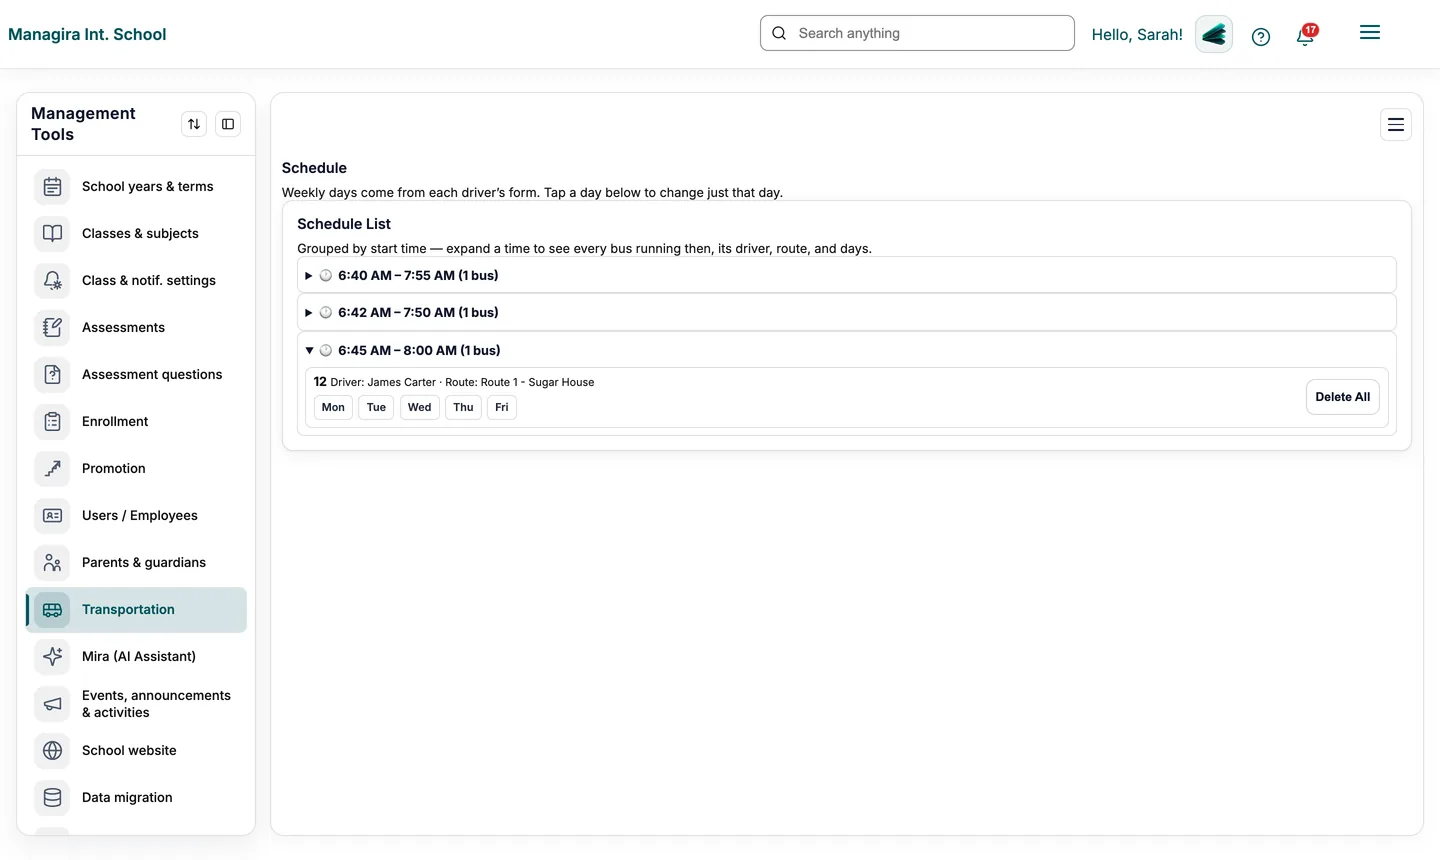 Managira Int. School
Search anything
Hello, Sarah!
17
Management
Tools
School years & terms
Classes & subjects
Class & notif. settings
Assessments
Assessment questions
Enrollment
Promotion
Users / Employees
Parents & guardians
Transportation
Mira (AI Assistant)
Events, announcements
& activities
School website
Data migration
Schedule
Weekly days come from each driver’s form. Tap a day below to change just that day.
Schedule List
Grouped by start time — expand a time to see every bus running then, its driver, route, and days.
6:40 AM – 7:55 AM (1 bus)
6:42 AM – 7:50 AM (1 bus)
6:45 AM – 8:00 AM (1 bus)
12 Driver: James Carter · Route: Route 1 - Sugar House
Mon Tue Wed Thu Fri
Delete All